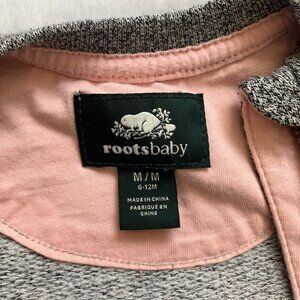 rootsbaby
M/M
6-12M
MADE IN CHINA
FABRIQUÉ EN
CHINE